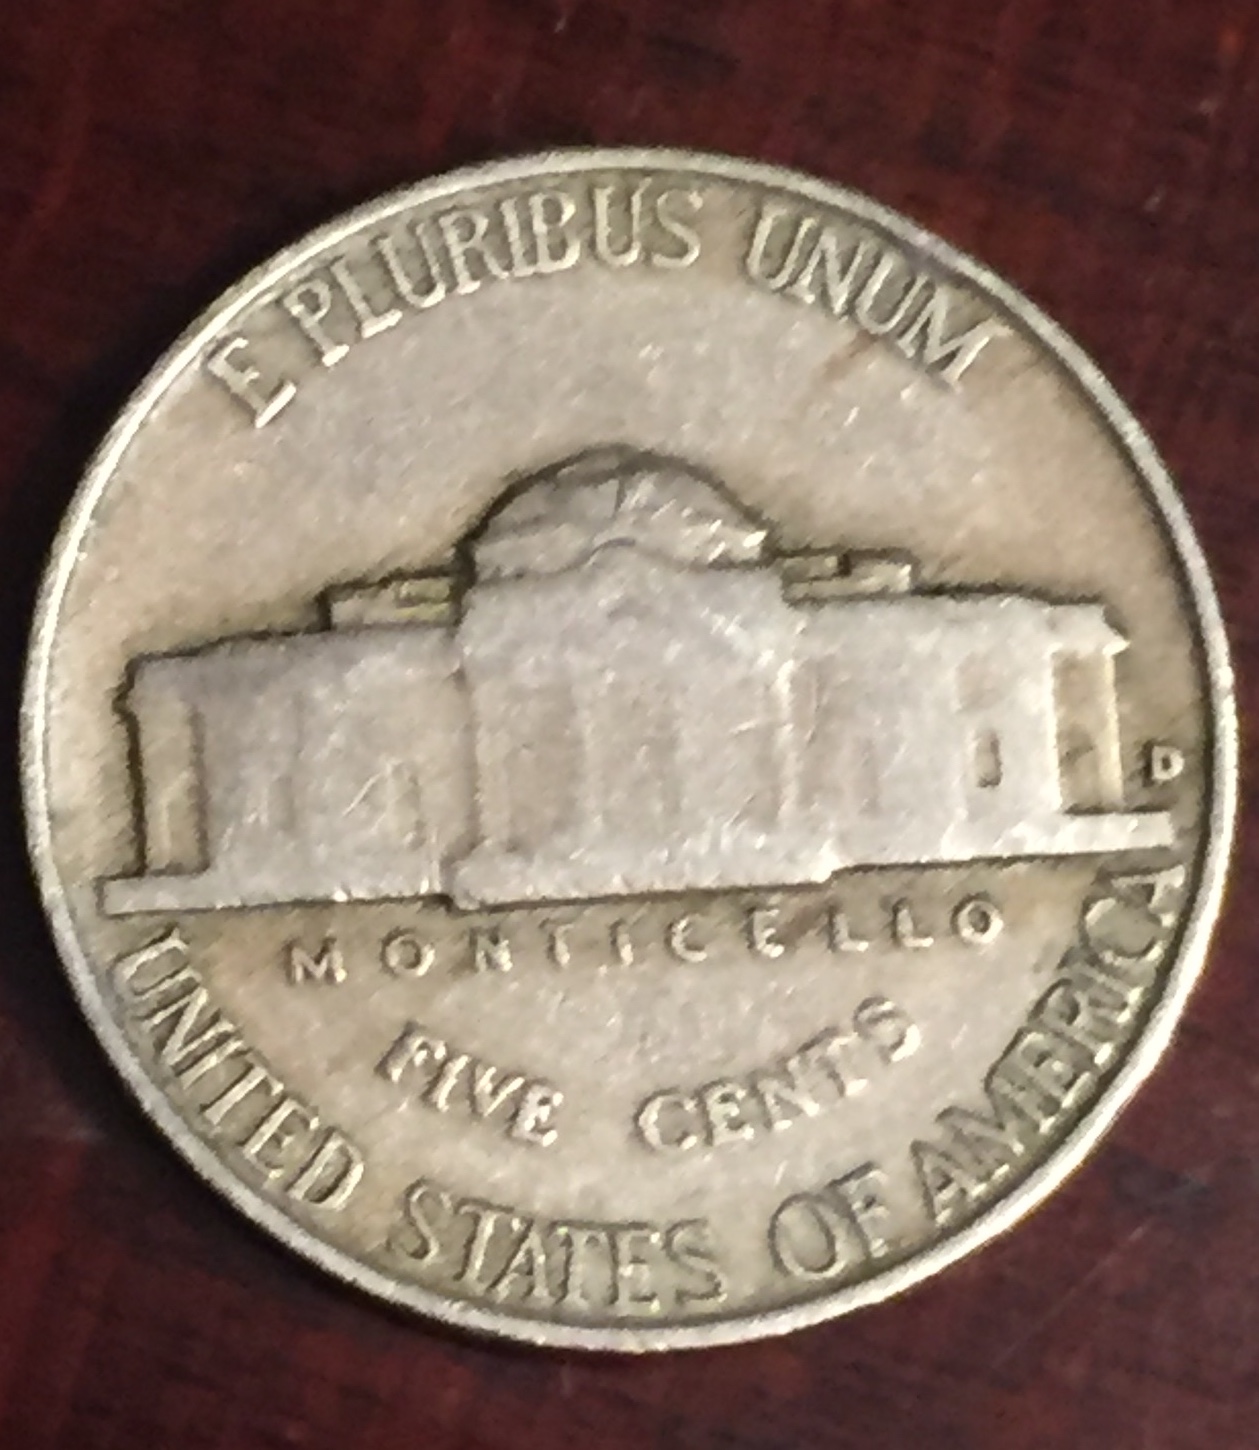 E PLURIBUS UNUM
D
MONTICELLO
FIVE CENTS
UNITED STATES OF AMERICA